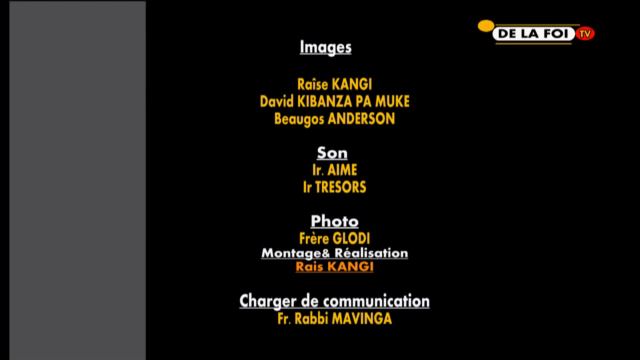 DE LA FOI TV
Images
Raïse KANGI
David KIBANZA PA MUKE
Beaugos ANDERSON
Son
Ir. AIME
Ir TRESORS
Photo
Frère GLODI
Montage& Réalisation
Rais KANGI
Charger de communication
Fr. Rabbi MAVINGA